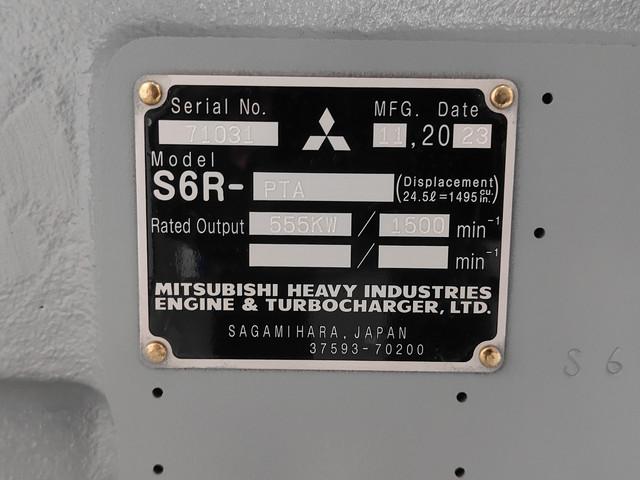 Serial No. MFG. Date
71031 11,2023
Model
S6R-PTA (Displacement 24.5ℓ=1495 cu. in.)
Rated Output 555KW / 1500 min⁻¹
/ min⁻¹
MITSUBISHI HEAVY INDUSTRIES
ENGINE & TURBOCHARGER, LTD.
SAGAMIHARA, JAPAN
37593-70200
S 6